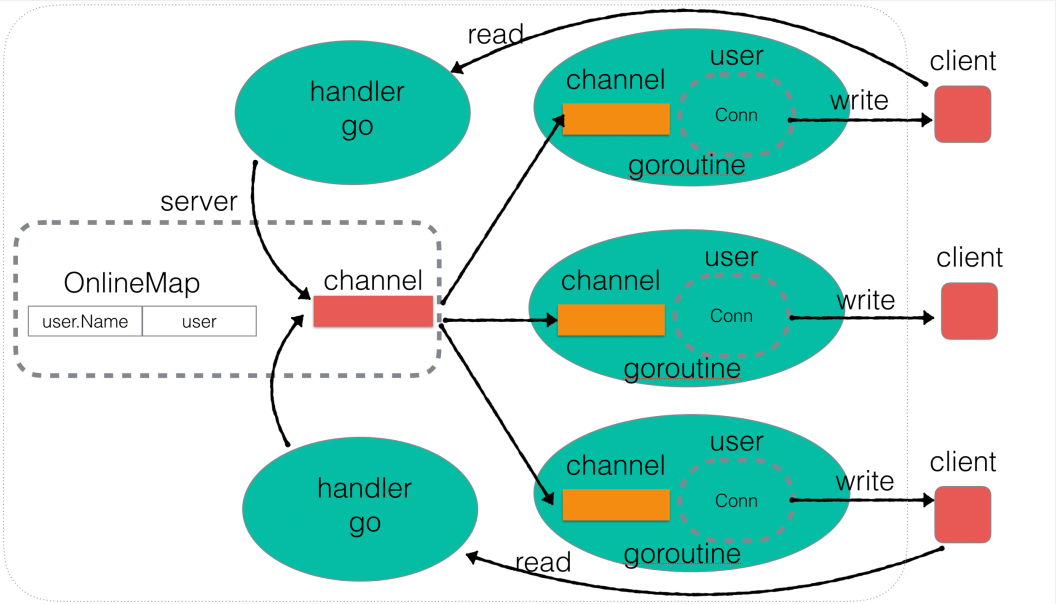 read
handler
go
user
channel
Conn
goroutine
write
client
server
OnlineMap
user.Name
user
channel
user
channel
Conn
goroutine
write
client
handler
go
read
user
channel
Conn
goroutine
write
client